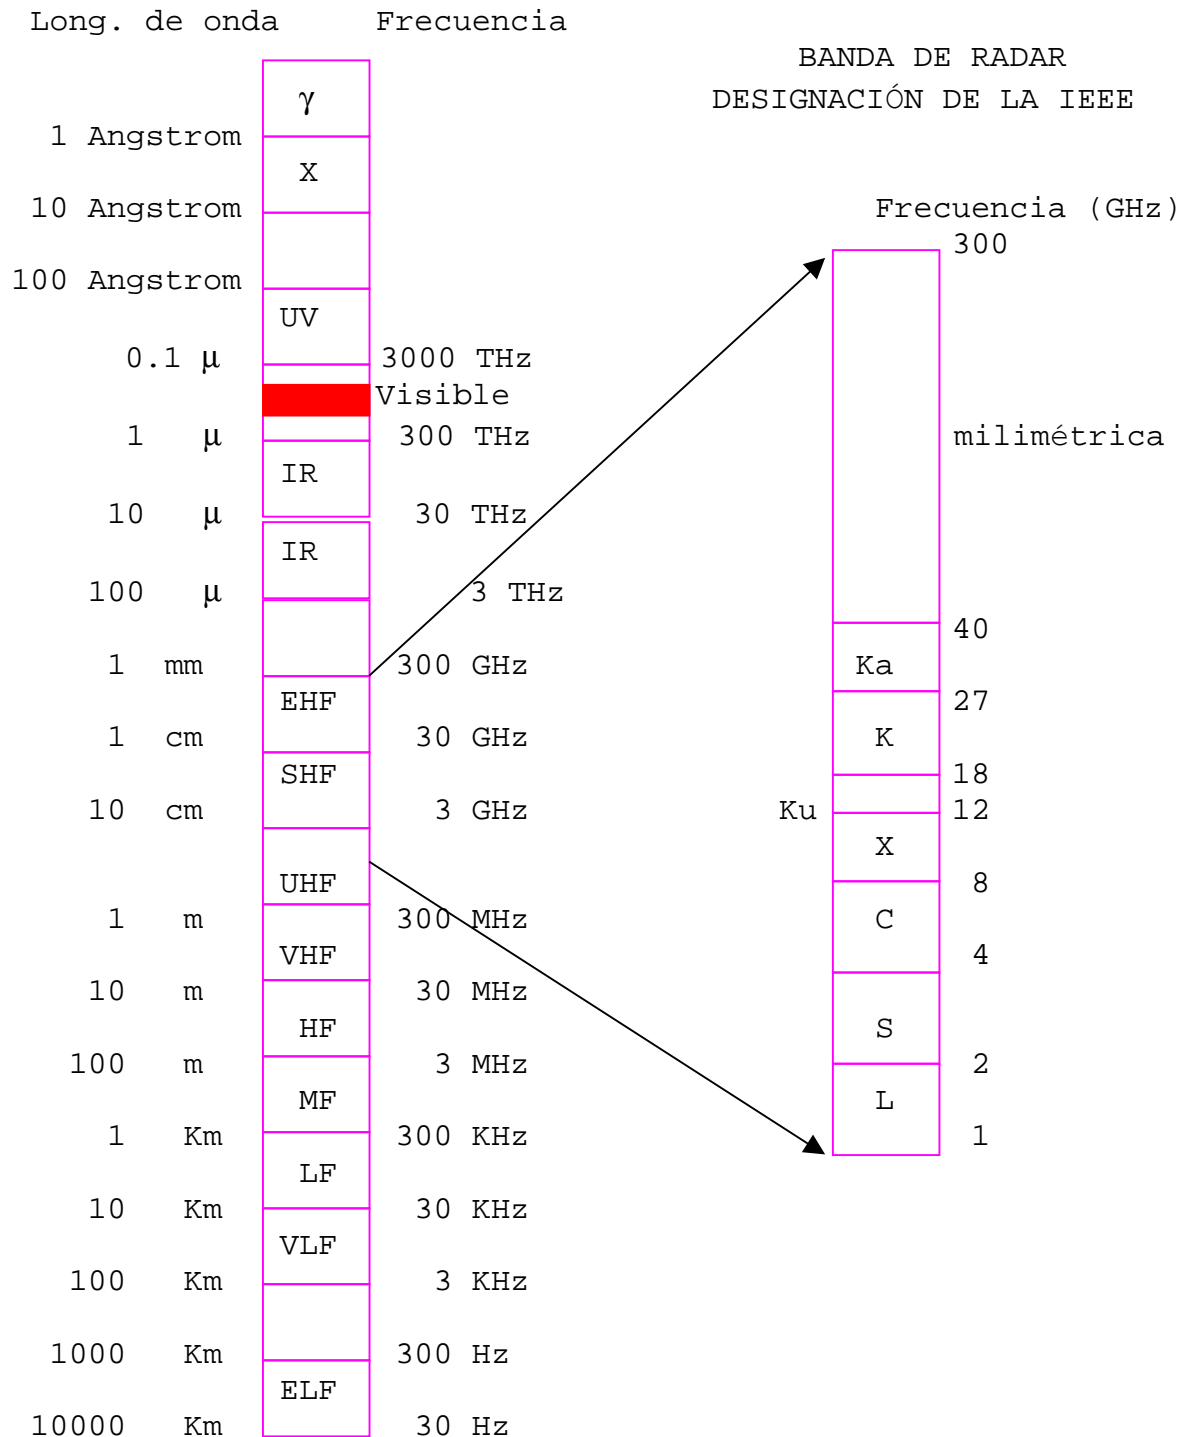 Long. de onda Frecuencia
BANDA DE RADAR
DESIGNACIÓN DE LA IEEE
γ
1 Angstrom
X
10 Angstrom
Frecuencia (GHz)
300
100 Angstrom
UV
0.1 μ 3000 THz
Visible
1 μ 300 THz
milimétrica
IR
10 μ 30 THz
IR
100 μ 3 THz
40
1 mm 300 GHz
Ka
EHF
27
1 cm 30 GHz
K
SHF
18
10 cm 3 GHz
Ku 12
X
UHF
8
1 m 300 MHz
C
VHF
4
10 m 30 MHz
HF
S
100 m 3 MHz
2
MF
L
1 Km 300 KHz
1
LF
10 Km 30 KHz
VLF
100 Km 3 KHz
1000 Km 300 Hz
ELF
10000 Km 30 Hz